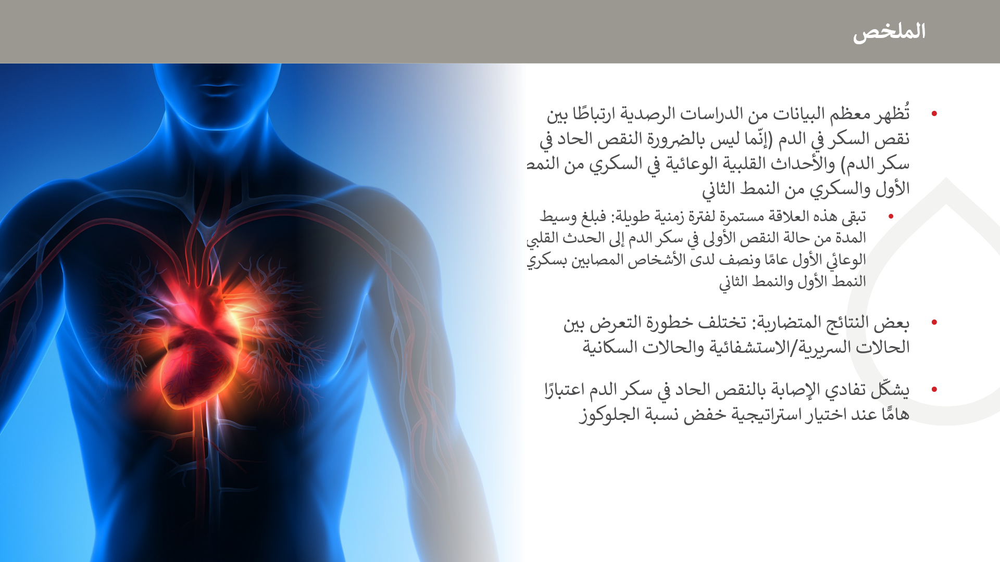 الملخص
تُظهر معظم البيانات من الدراسات الرصدية ارتباطًا بين
نقص السكر في الدم (إنّما ليس بالضرورة النقص الحاد في
سكر الدم) والأحداث القلبية الوعائية في السكري من النمط
الأول والسكري من النمط الثاني
تبقى هذه العلاقة مستمرة لفترة زمنية طويلة: فبلغ وسيط
المدة من حالة النقص الأولى في سكر الدم إلى الحدث القلبي
الوعائي الأول عامًا ونصف لدى الأشخاص المصابين بسكري
النمط الأول والنمط الثاني
بعض النتائج المتضاربة: تختلف خطورة التعرض بين
الحالات السريرية/الاستشفائية والحالات السكانية
يشكّل تفادي الإصابة بالنقص الحاد في سكر الدم اعتبارًا
هامًّا عند اختيار استراتيجية خفض نسبة الجلوكوز